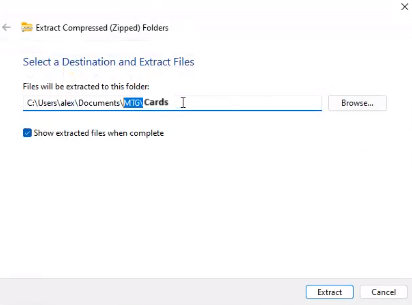 Extract Compressed (Zipped) Folders
Select a Destination and Extract Files
Files will be extracted to this folder:
C:\Users\alex\Documents\MTG\Cards
Browse...
Show extracted files when complete
Extract
Cancel